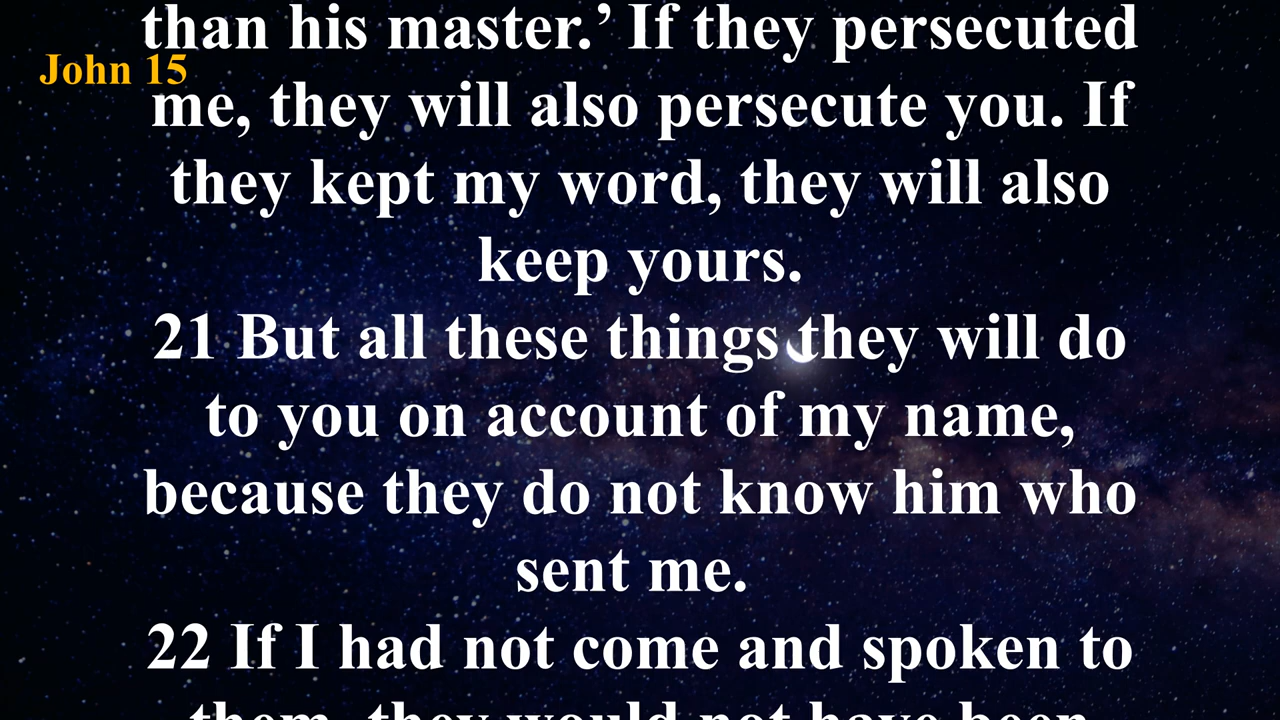 than his master.’ If they persecuted
John 15
me, they will also persecute you. If
they kept my word, they will also
keep yours.
21 But all these things they will do
to you on account of my name,
because they do not know him who
sent me.
22 If I had not come and spoken to
them, they would not have been